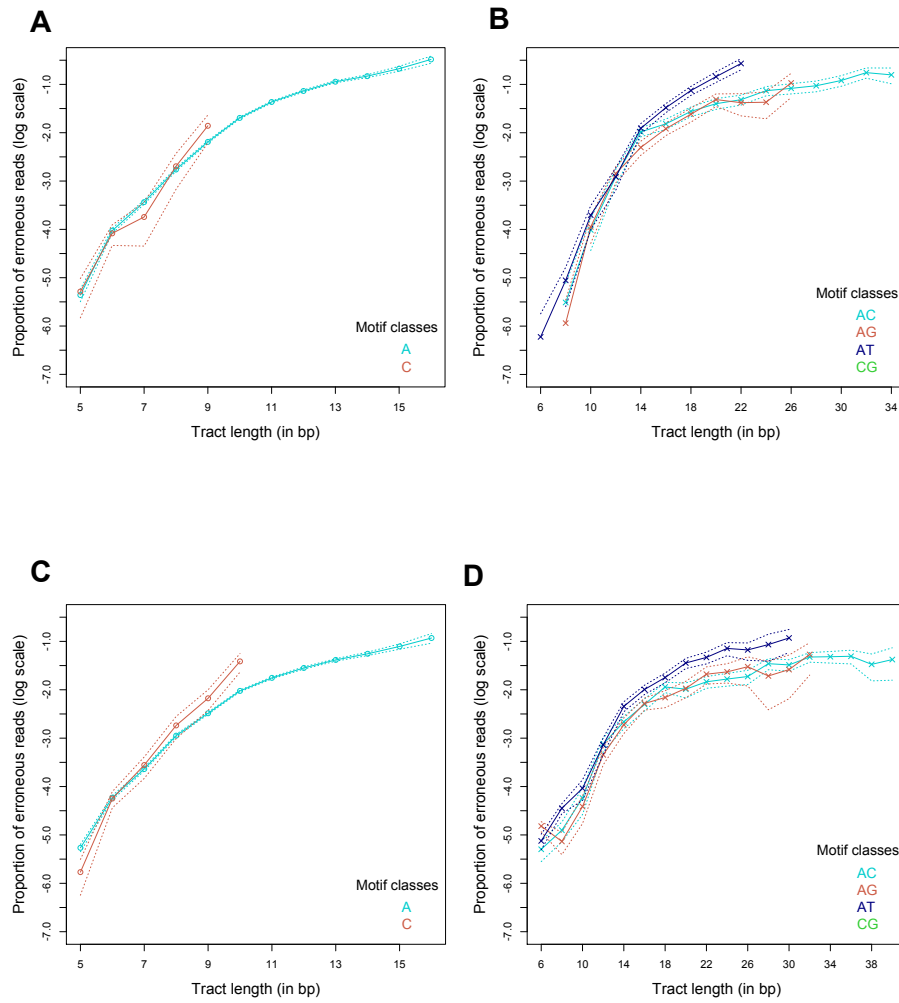 A
Proportion of erroneous reads (log scale)
-1.0
-2.0
-3.0
-4.0
-5.0
-6.0
-7.0
Motif classes
A
C
5 7 9 11 13 15
Tract length (in bp)
B
Proportion of erroneous reads (log scale)
-1.0
-2.0
-3.0
-4.0
-5.0
-6.0
-7.0
Motif classes
AC
AG
AT
CG
6 10 14 18 22 26 30 34
Tract length (in bp)
C
Proportion of erroneous reads (log scale)
-1.0
-2.0
-3.0
-4.0
-5.0
-6.0
-7.0
Motif classes
A
C
5 7 9 11 13 15
Tract length (in bp)
D
Proportion of erroneous reads (log scale)
-1.0
-2.0
-3.0
-4.0
-5.0
-6.0
-7.0
Motif classes
AC
AG
AT
CG
6 10 14 18 22 26 30 34 38
Tract length (in bp)